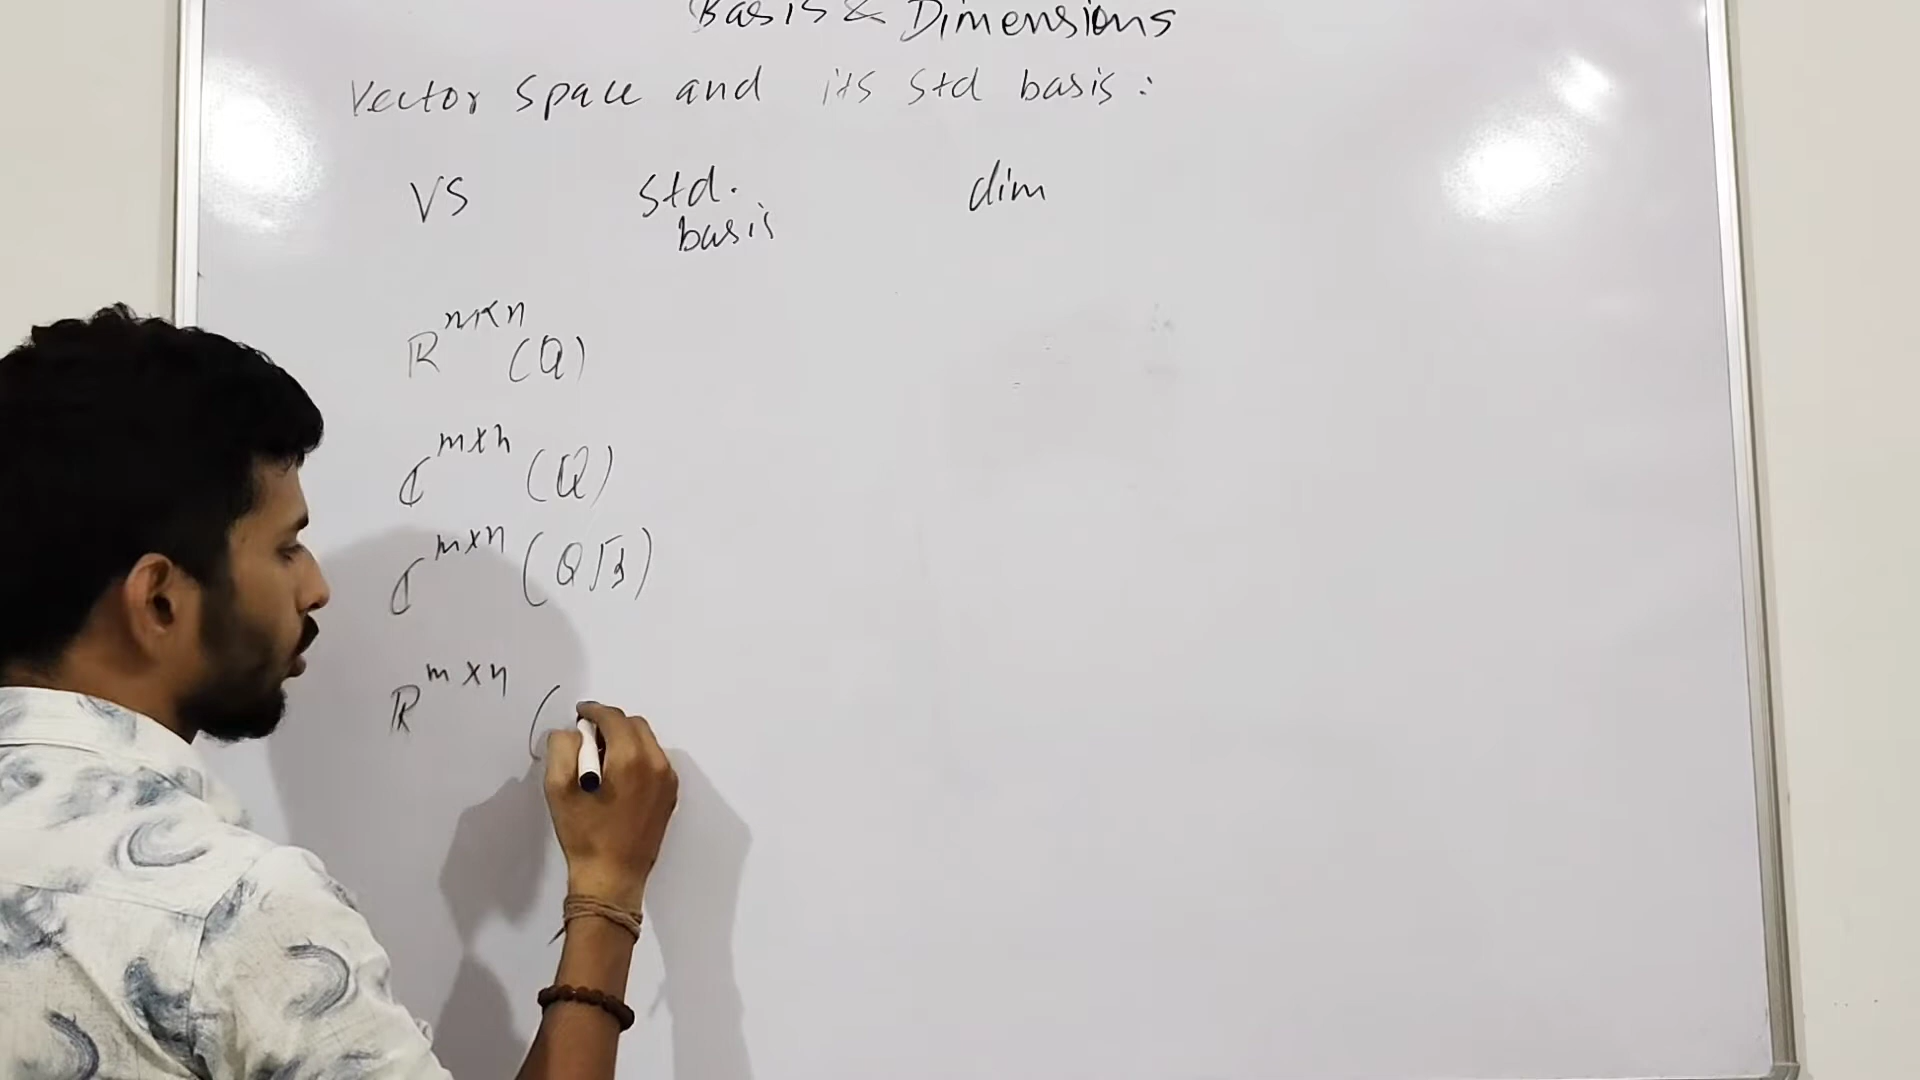 Basis & Dimensions
Vector space and its std basis :
VS std. basis dim
ℝ^{m×n} (Q)
ℂ^{m×n} (Q)
ℂ^{m×n} (Q√3)
ℝ^{m×n} (